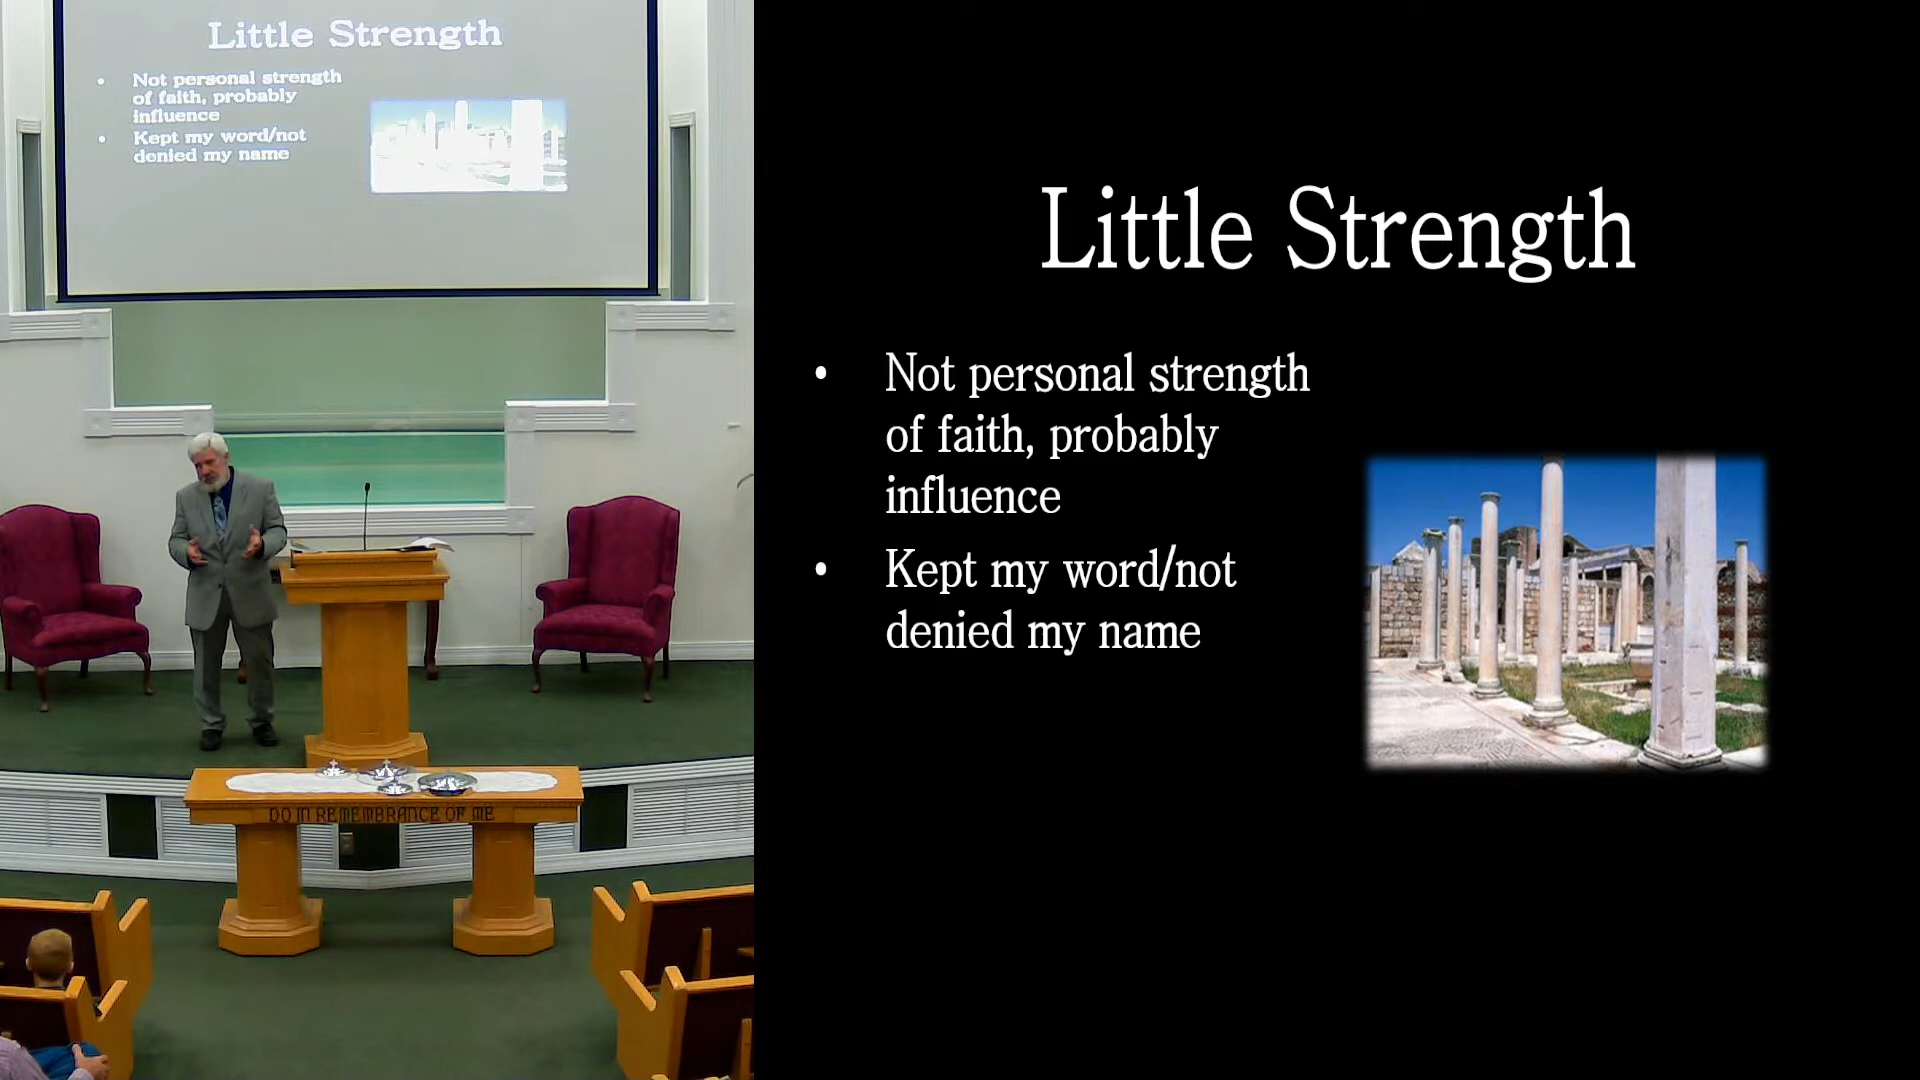 Little Strength
• Not personal strength
of faith, probably
influence
• Kept my word/not
denied my name
DO IN REMEMBRANCE OF ME
Little Strength
• Not personal strength
of faith, probably
influence
• Kept my word/not
denied my name